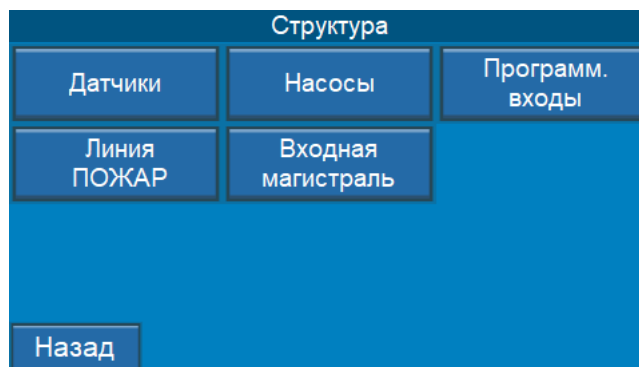 Структура
Датчики
Насосы
Программ.
входы
Линия
ПОЖАР
Входная
магистраль
Назад